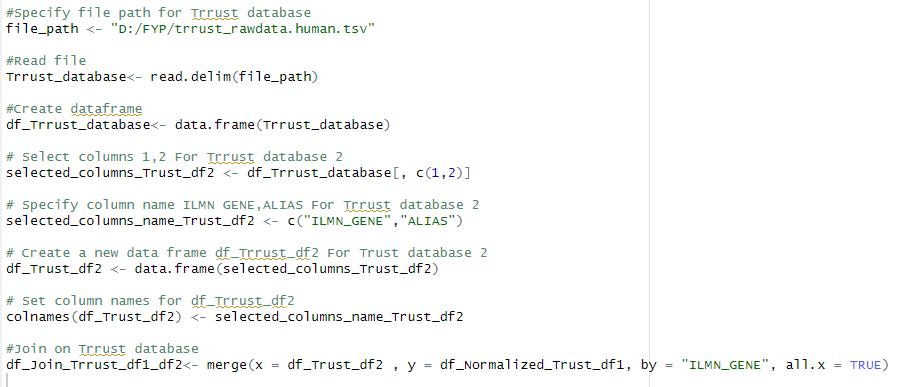 #Specify file path for Trrust database
file_path <- "D:/FYP/trrust_rawdata.human.tsv"
#Read file
Trrust_database<- read.delim(file_path)
#Create dataframe
df_Trrust_database<- data.frame(Trrust_database)
# Select columns 1,2 For Trrust database 2
selected_columns_Trust_df2 <- df_Trrust_database[, c(1,2)]
# Specify column name ILMN GENE,ALIAS For Trrust database 2
selected_columns_name_Trust_df2 <- c("ILMN_GENE","ALIAS")
# Create a new data frame df_Trrust_df2 For Trust database 2
df_Trust_df2 <- data.frame(selected_columns_Trust_df2)
# Set column names for df_Trrust_df2
colnames(df_Trust_df2) <- selected_columns_name_Trust_df2
#Join on Trrust database
df_Join_Trrust_df1_df2<- merge(x = df_Trust_df2 , y = df_Normalized_Trust_df1, by = "ILMN_GENE", all.x = TRUE)